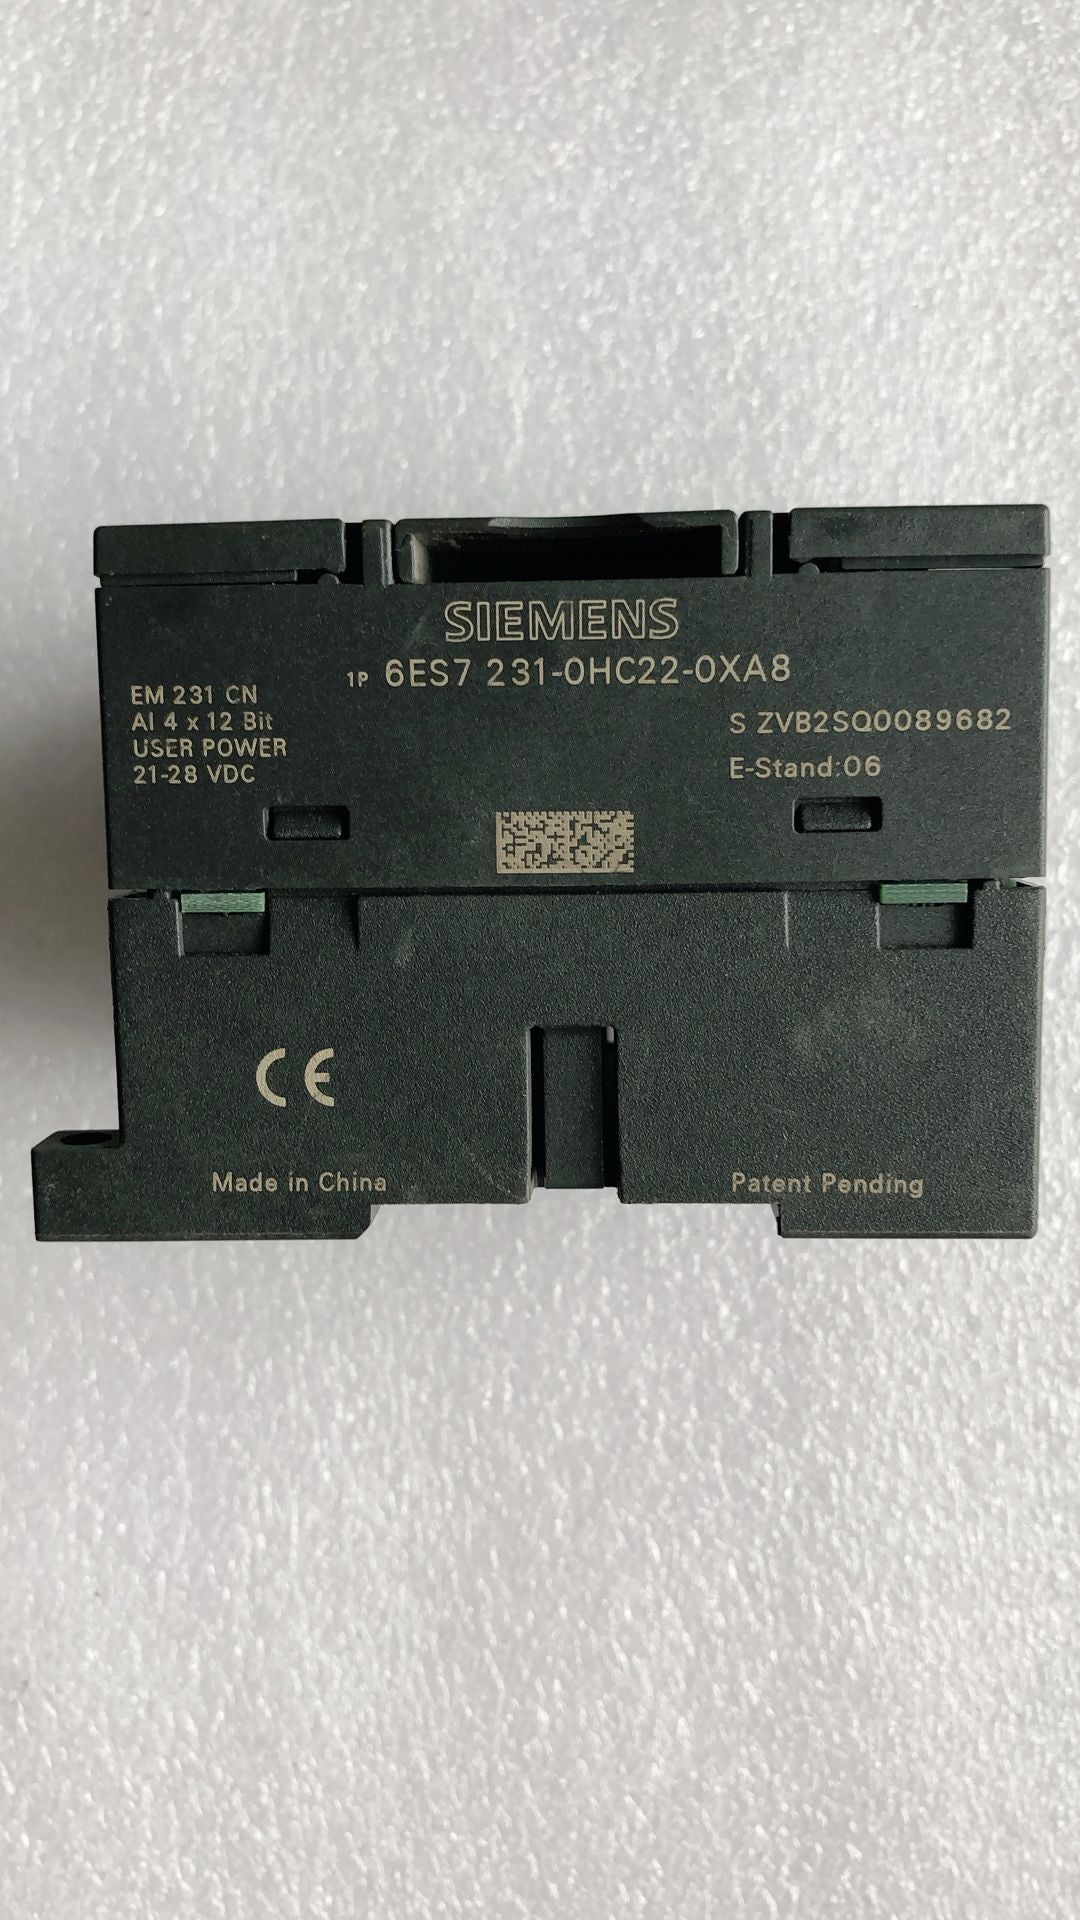 SIEMENS
1P 6ES7 231-0HC22-0XA8
EM 231 CN
AI 4 x 12 Bit
USER POWER
21-28 VDC
S ZVB2SQ0089682
E-Stand:06
CE
Made in China
Patent Pending